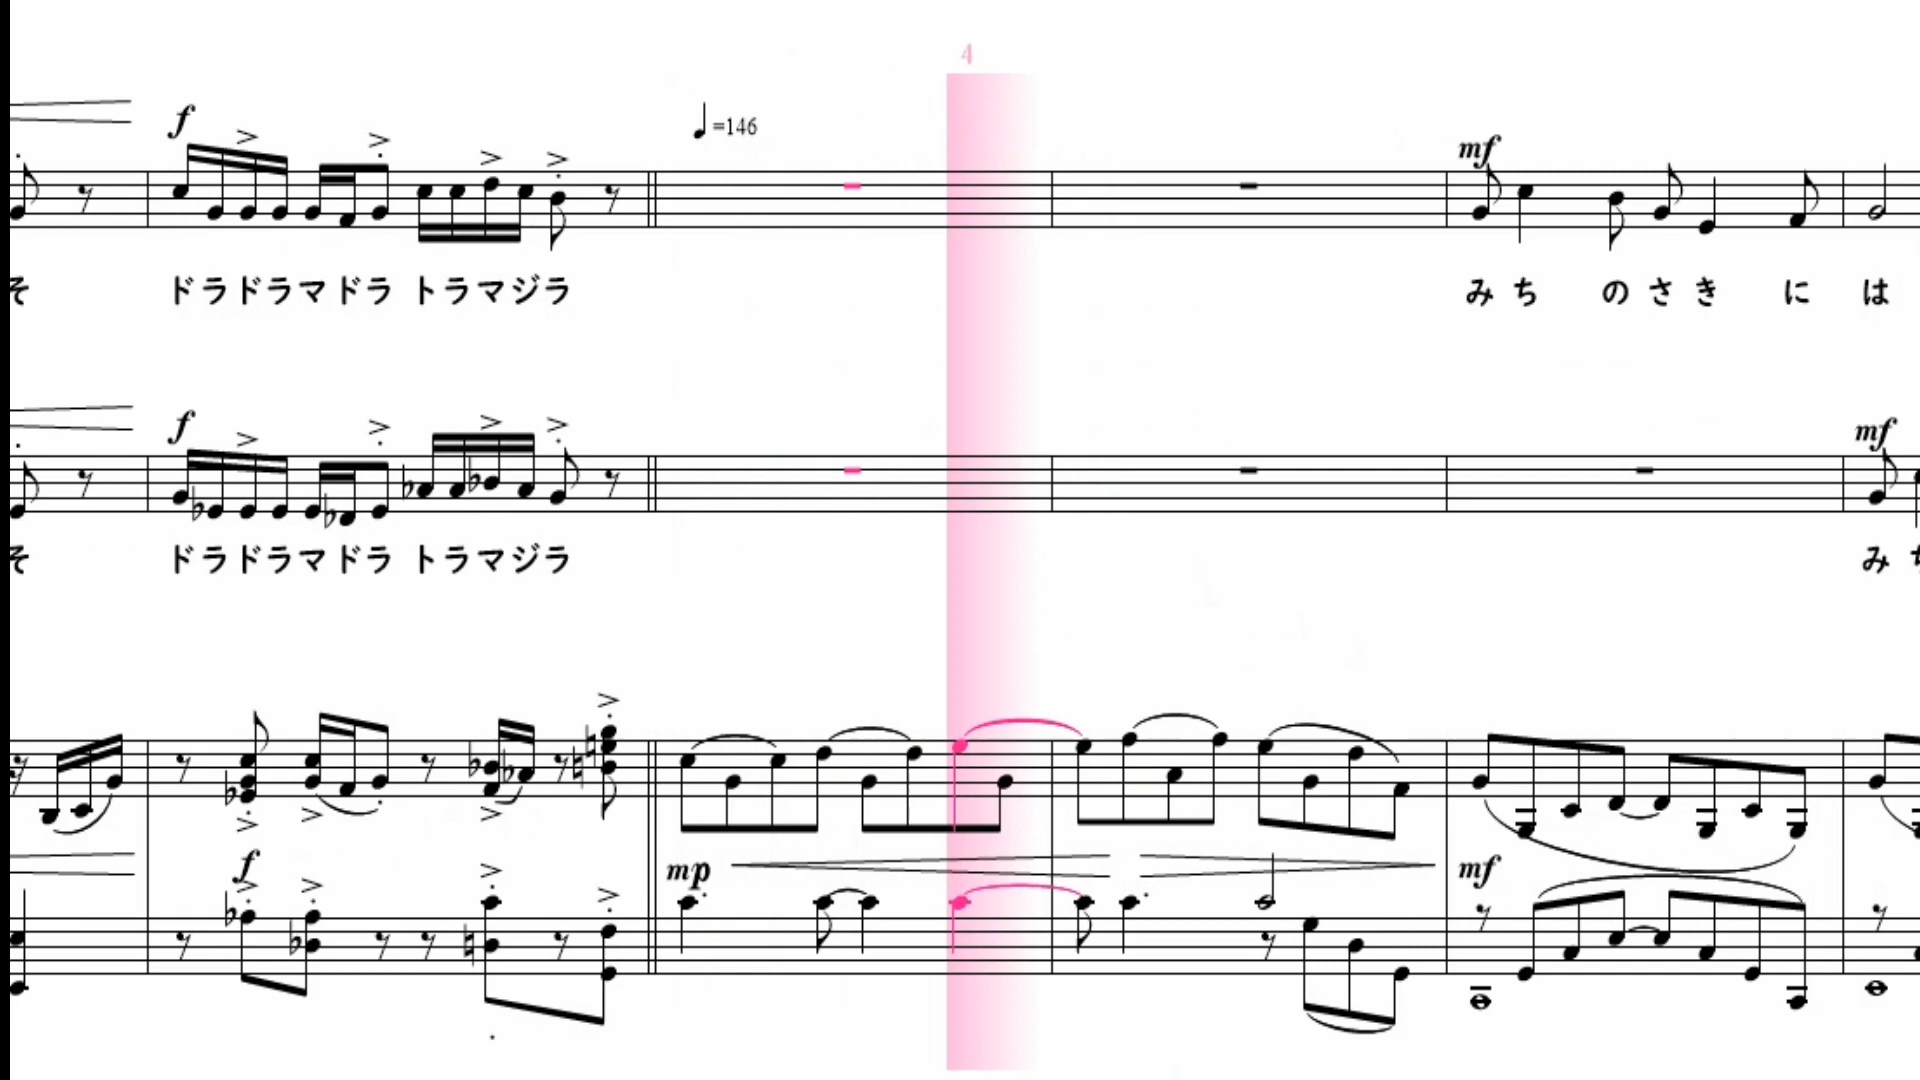 4
f
=146
mf
そ ドラドラマドラ トラマジラ みち のさき に は
f
mf
そ ドラドラマドラ トラマジラ み
f
mp
mf